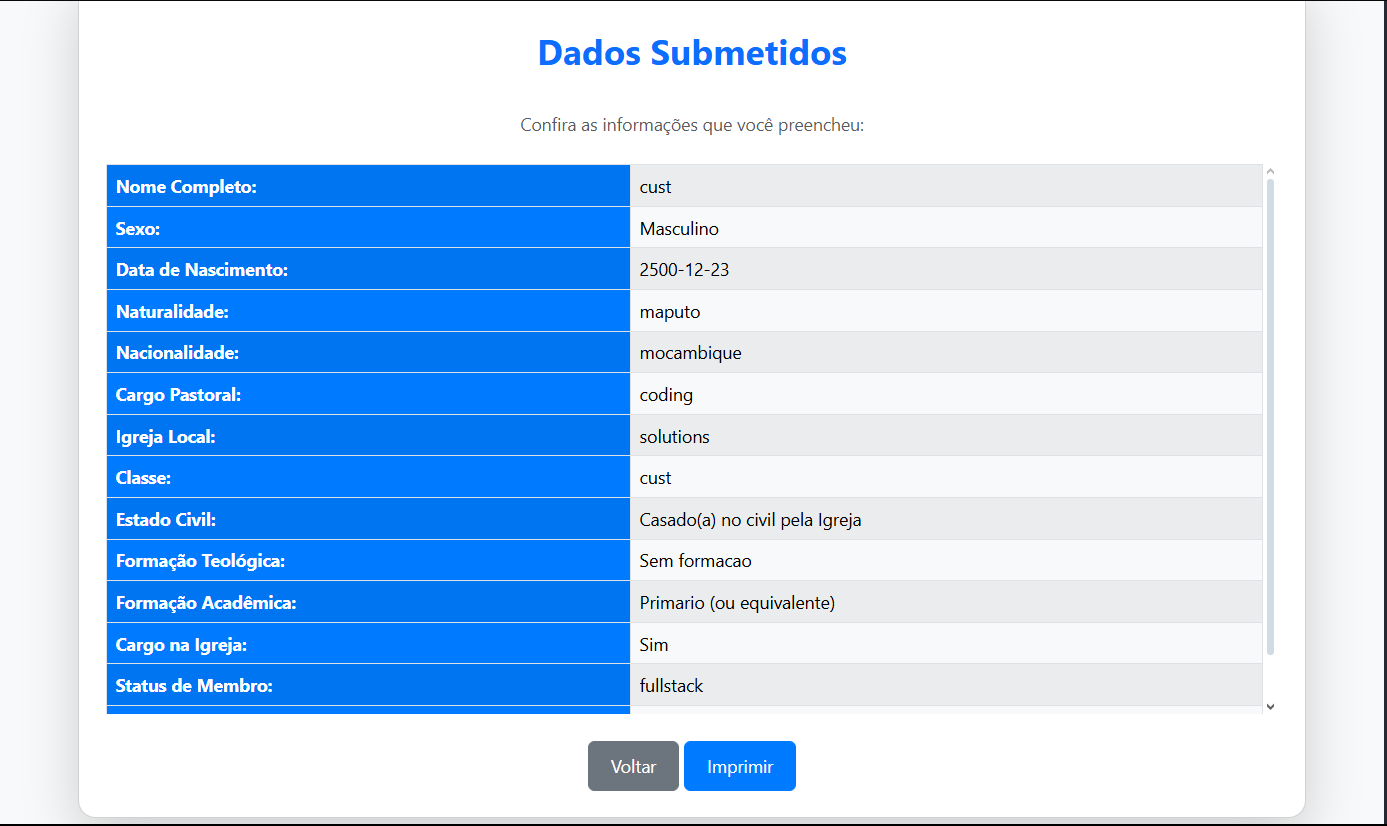 Dados Submetidos
Confira as informações que você preencheu:
Nome Completo: cust
Sexo: Masculino
Data de Nascimento: 2500-12-23
Naturalidade: maputo
Nacionalidade: mocambique
Cargo Pastoral: coding
Igreja Local: solutions
Classe: cust
Estado Civil: Casado(a) no civil pela Igreja
Formação Teológica: Sem formacao
Formação Acadêmica: Primario (ou equivalente)
Cargo na Igreja: Sim
Status de Membro: fullstack
Voltar Imprimir